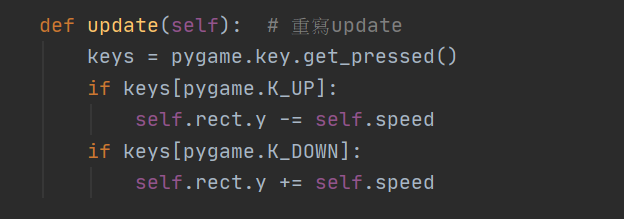 def update(self):  # 重寫update
    keys = pygame.key.get_pressed()
    if keys[pygame.K_UP]:
        self.rect.y -= self.speed
    if keys[pygame.K_DOWN]:
        self.rect.y += self.speed